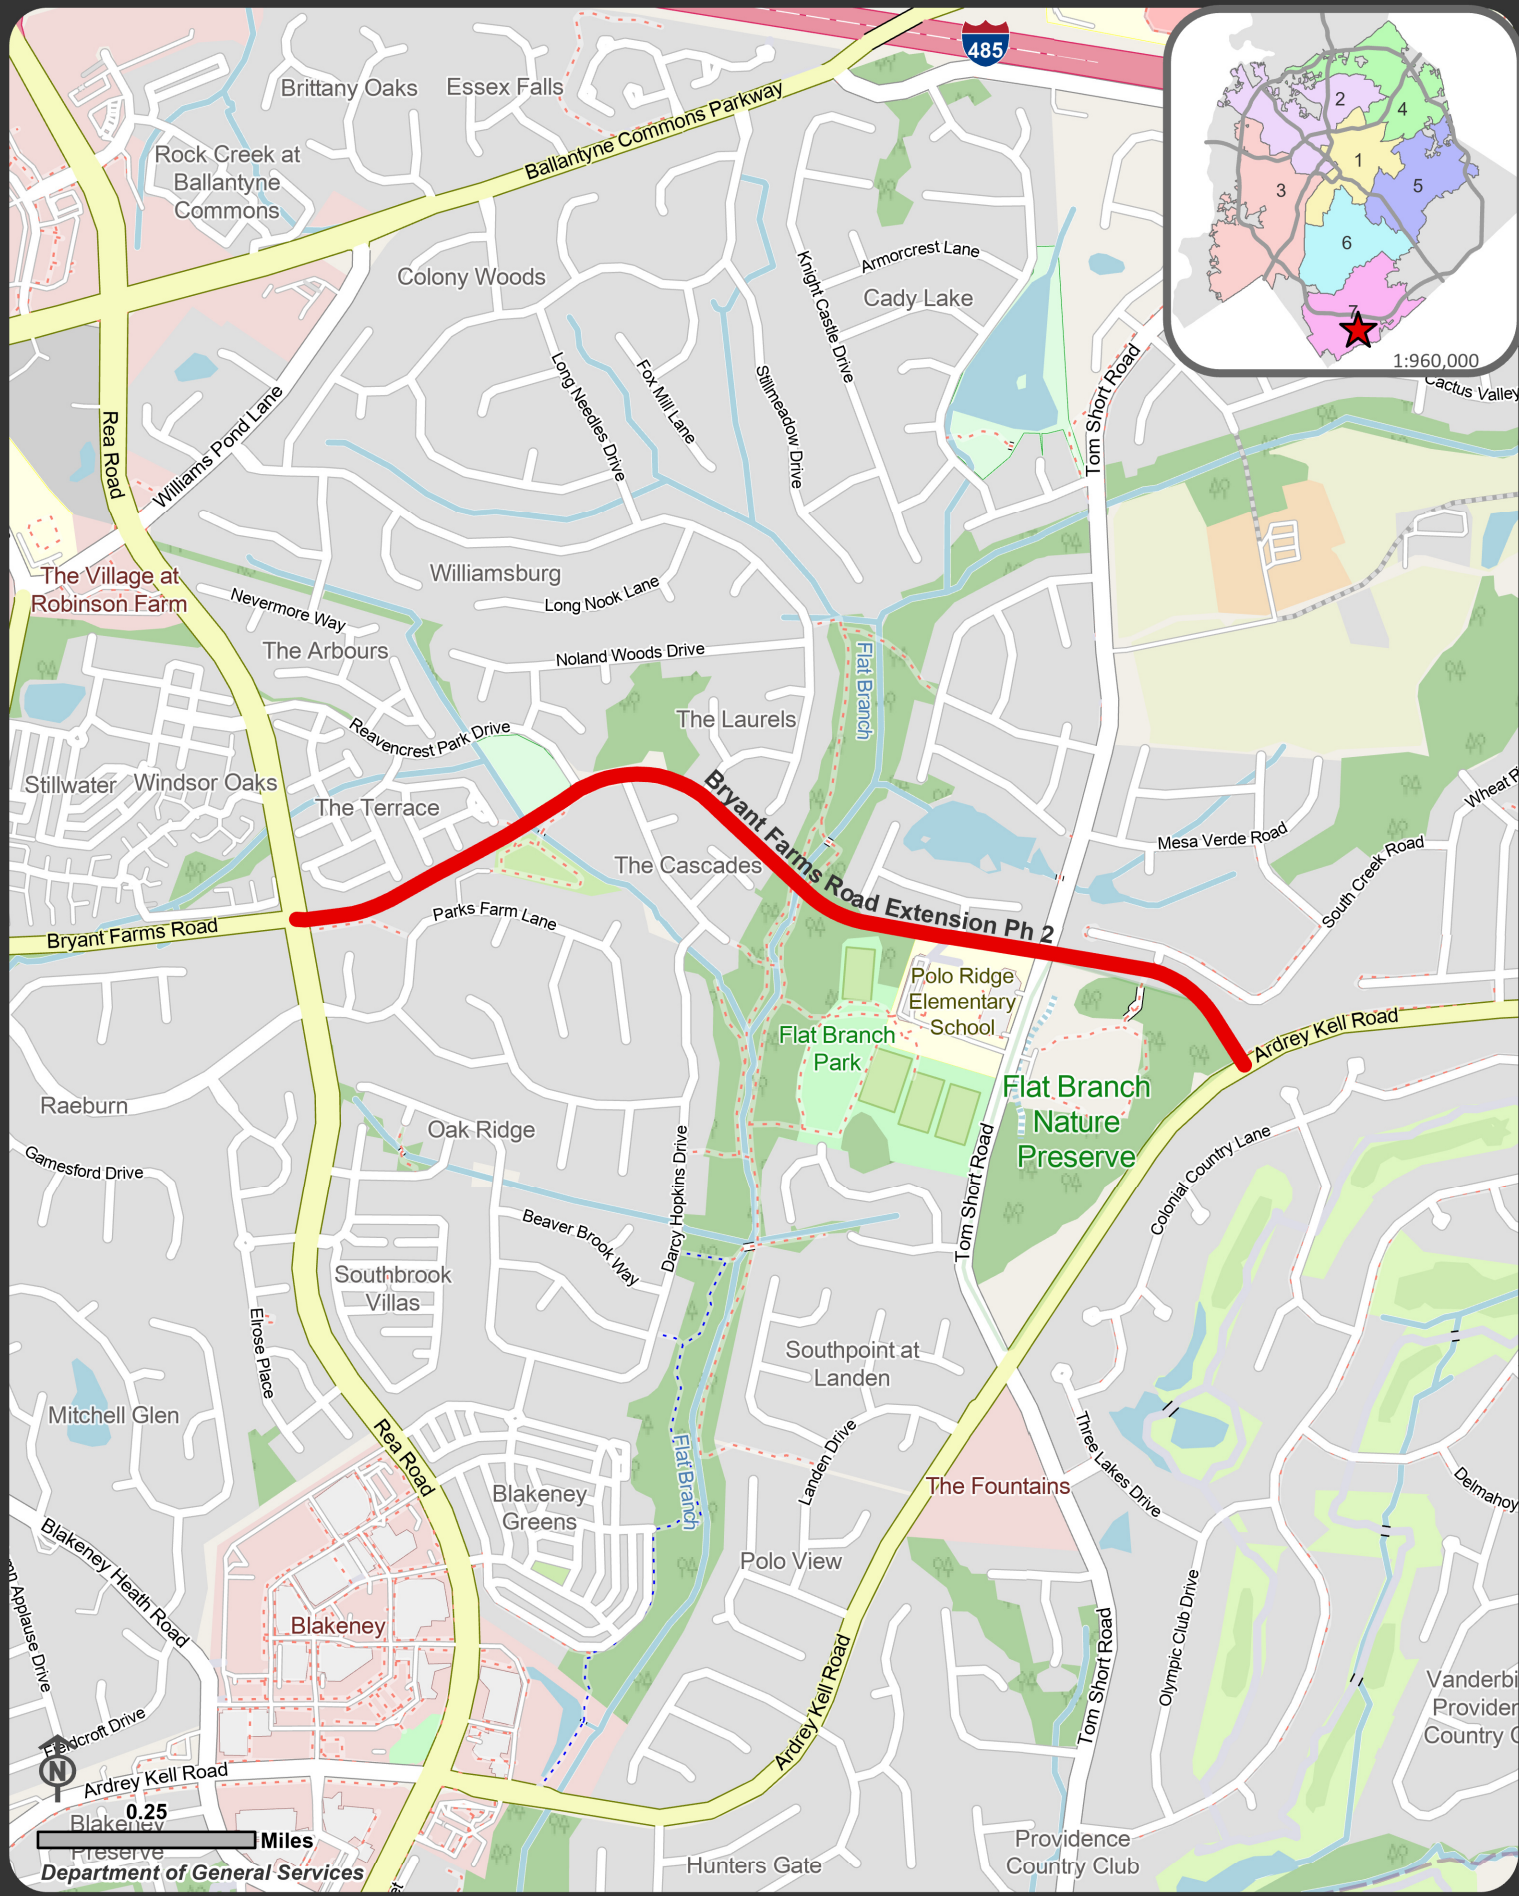 485
Brittany Oaks
Essex Falls
Ballantyne Commons Parkway
Rock Creek at
Ballantyne
Commons
2
4
1
5
3
6
7
1:960,000
Colony Woods
Armorcrest Lane
Cady Lake
Knight Castle Drive
Tom Short Road
Cactus Valley
Rea Road
Williams Pond Lane
Long Needles Drive
Fox Mill Lane
Stillmeadow Drive
The Village at
Robinson Farm
Williamsburg
Long Nook Lane
Nevermore Way
The Arbours
Noland Woods Drive
Flat Branch
The Laurels
Reavencrest Park Drive
Stillwater
Windsor Oaks
The Terrace
Bryant Farms Road Extension Ph 2
The Cascades
Mesa Verde Road
South Creek Road
Parks Farm Lane
Bryant Farms Road
Polo Ridge
Elementary
School
Flat Branch
Park
Ardrey Kell Road
Flat Branch
Nature
Preserve
Raeburn
Oak Ridge
Gamesford Drive
Darcy Hopkins Drive
Beaver Brook Way
Tom Short Road
Colonial Country Lane
Southbrook
Villas
Elrose Place
Southpoint at
Landen
Mitchell Glen
Rea Road
Flat Branch
Landen Drive
Three Lakes Drive
The Fountains
Blakeney
Greens
Delmahoy
Blakeney Heath Road
Applause Drive
Polo View
Blakeney
Olympic Club Drive
Tom Short Road
Ardrey Kell Road
Country
Fieldcroft Drive
N
Ardrey Kell Road
0.25
Blakeney
Preserve
Miles
Department of General Services
Hunters Gate
Providence
Country Club